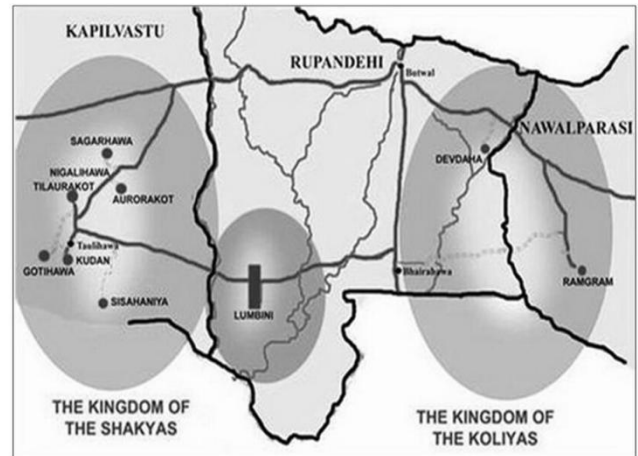 KAPILVASTU
RUPANDEHI
Butwal
NAWALPARASI
SAGARHAWA
DEVDAHA
NIGALIHAWA
TILAURAKOT
AURORAKOT
Taulihawa
GOTIHAWA
KUDAN
SISAHANIYA
LUMBINI
Bhairahawa
RAMGRAM
THE KINGDOM OF
THE SHAKYAS
THE KINGDOM OF
THE KOLIYAS